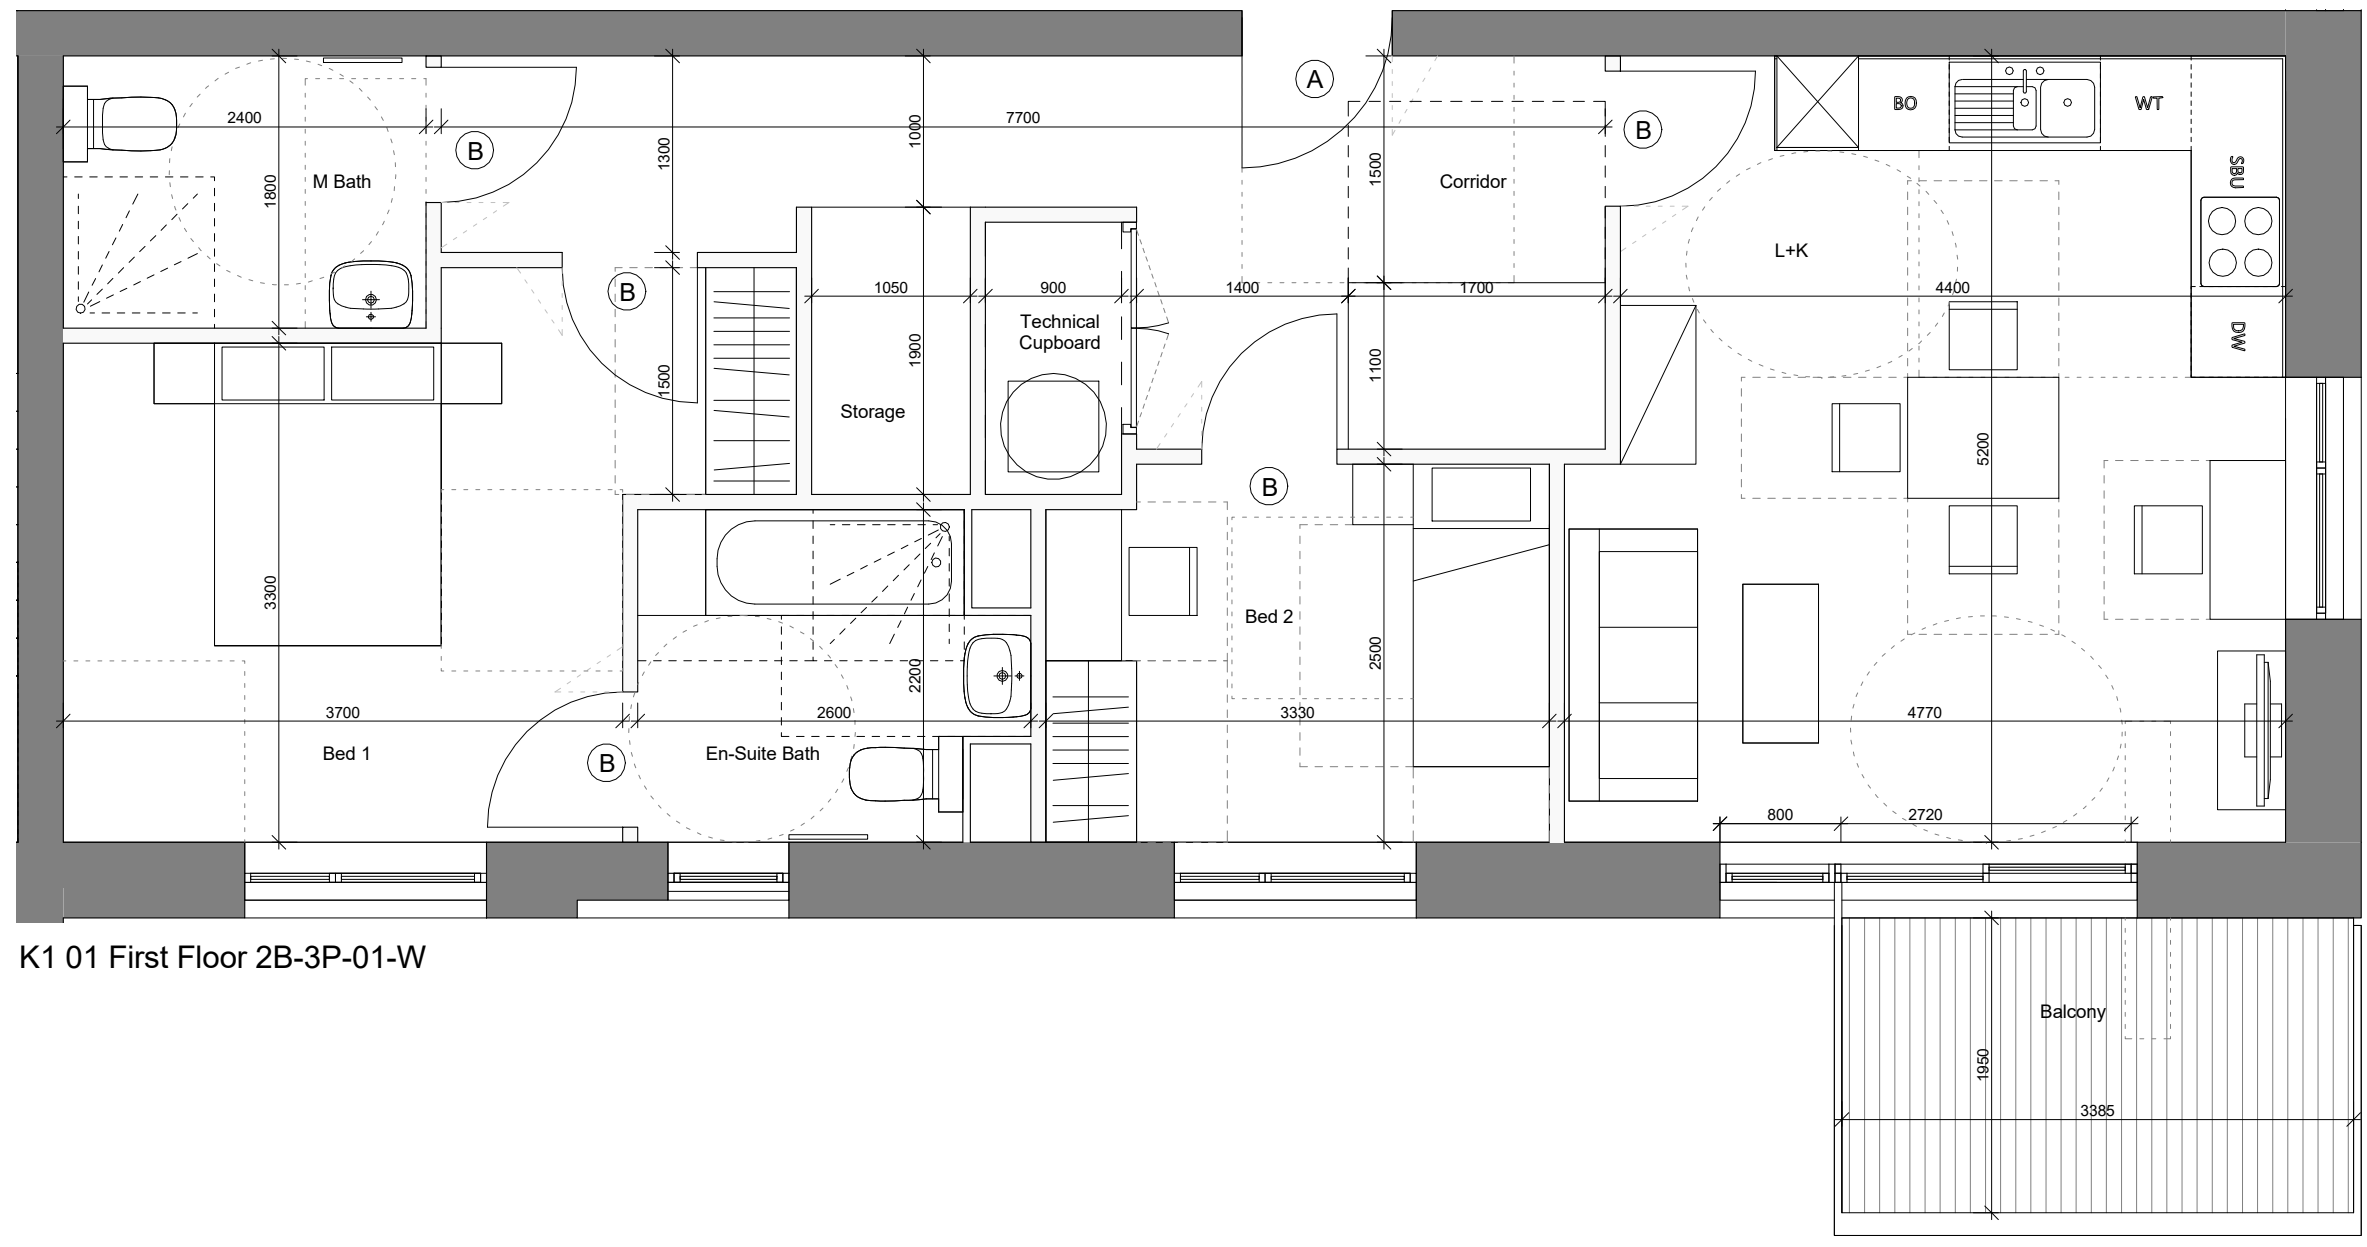 A
B
BO
WT
2400
7700
B
1000
1300
1500
SBU
M Bath
Corridor
1800
L+K
B
1050
900
1400
1700
4400
Technical
Cupboard
DW
1900
1100
1500
Storage
5200
B
3300
Bed 2
2500
2200
3700
2600
3330
4770
Bed 1
En-Suite Bath
B
800
2720
K1 01 First Floor 2B-3P-01-W
Balcony
1950
3385